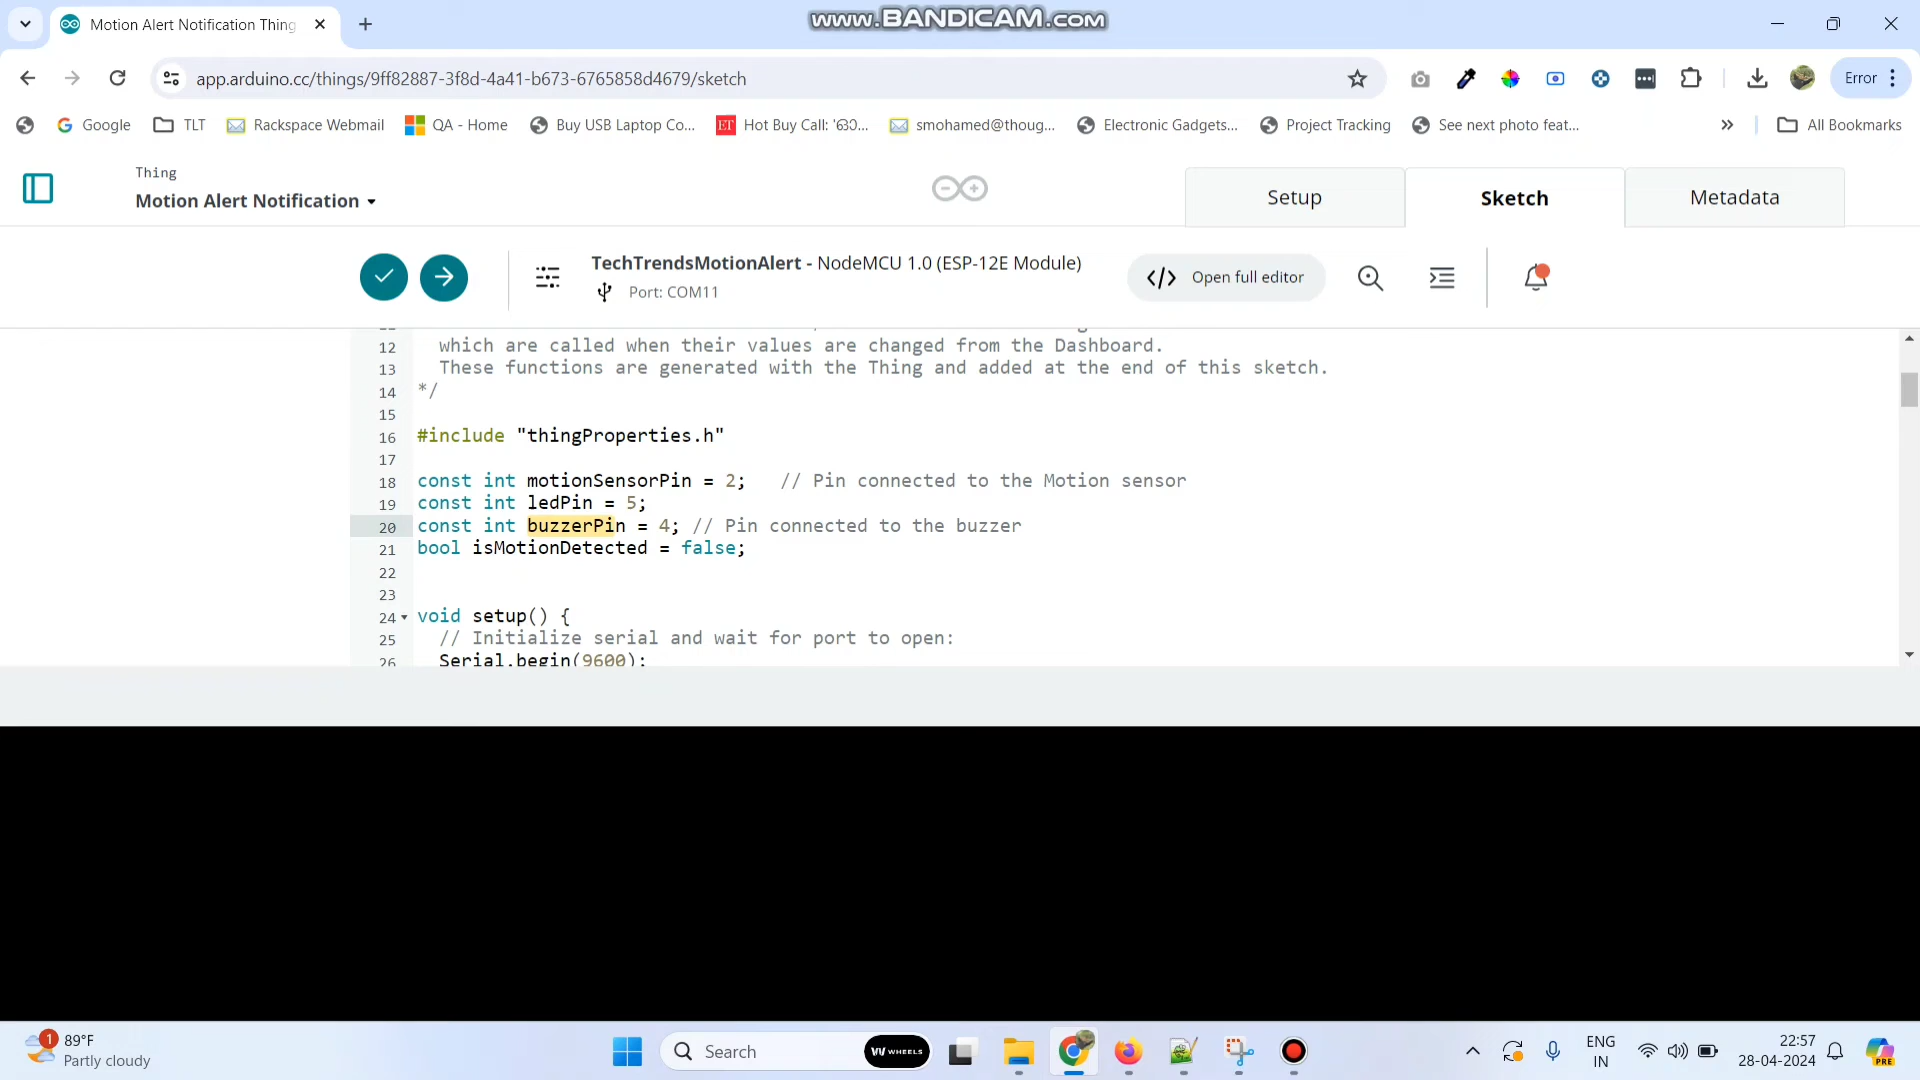 Motion Alert Notification Thing
www.BANDICAM.com
app.arduino.cc/things/9ff82887-3f8d-4a41-b673-6765858d4679/sketch
Error
Google
TLT
Rackspace Webmail
QA - Home
Buy USB Laptop Co...
ET
Hot Buy Call: 'ഓ...
smohamed@thoug...
Electronic Gadgets...
Project Tracking
See next photo feat...
All Bookmarks
Thing
Motion Alert Notification
Setup
Sketch
Metadata
TechTrendsMotionAlert - NodeMCU 1.0 (ESP-12E Module)
Port: COM11
</> Open full editor
12 which are called when their values are changed from the Dashboard.
13 These functions are generated with the Thing and added at the end of this sketch.
14 */
15
16 #include "thingProperties.h"
17
18 const int motionSensorPin = 2; // Pin connected to the Motion sensor
19 const int ledPin = 5;
20 const int buzzerPin = 4; // Pin connected to the buzzer
21 bool isMotionDetected = false;
22
23
24 void setup() {
25 // Initialize serial and wait for port to open:
26 Serial.begin(9600);
1
89°F
Partly cloudy
Search
WHEELS
ENG
IN
22:57
28-04-2024
PRE